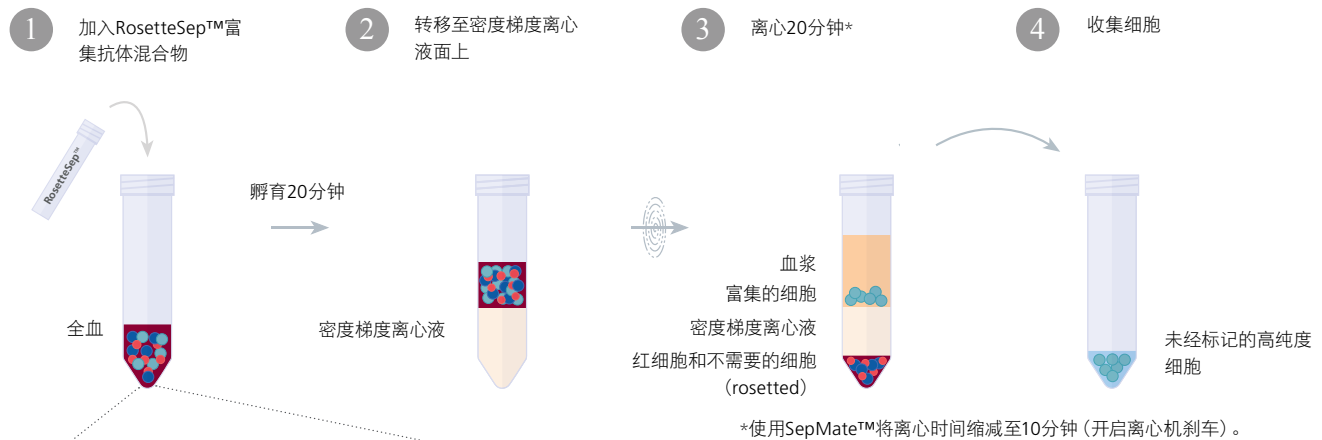 1
加入RosetteSep™富
集抗体混合物
2
转移至密度梯度离心
液面上
3
离心20分钟*
4
收集细胞
RosetteSep™
孵育20分钟
全血
密度梯度离心液
血浆
富集的细胞
密度梯度离心液
红细胞和不需要的细胞
（rosetted）
未经标记的高纯度
细胞
*使用SepMate™将离心时间缩减至10分钟（开启离心机刹车）。